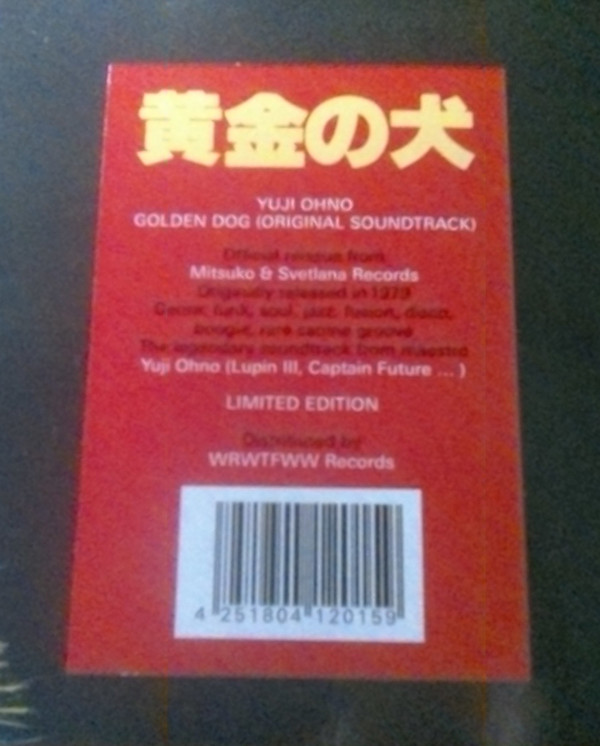 黄金の犬
YUJI OHNO
GOLDEN DOG (ORIGINAL SOUNDTRACK)
Official reissue from
Mitsuko & Svetlana Records
Originally released in 1979
funk, soul, jazz, fusion, disco,
boogie, rare groove
The legendary soundtrack from maestro
Yuji Ohno (Lupin III, Captain Future ... )
LIMITED EDITION
Distributed by
WRWTFWW Records
4 251804 120159